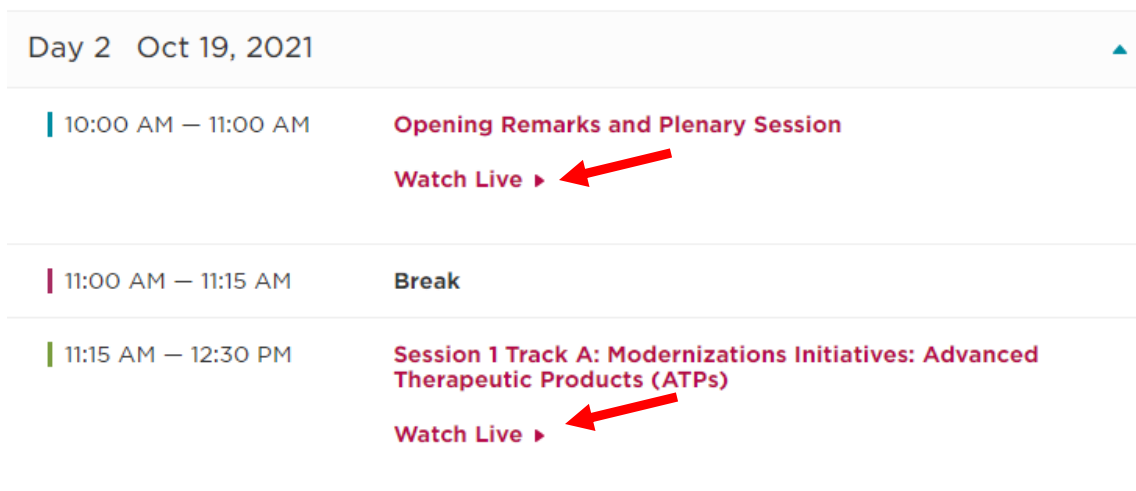 Day 2 Oct 19, 2021
10:00 AM — 11:00 AM Opening Remarks and Plenary Session
Watch Live
11:00 AM — 11:15 AM Break
11:15 AM — 12:30 PM Session 1 Track A: Modernizations Initiatives: Advanced
Therapeutic Products (ATPs)
Watch Live